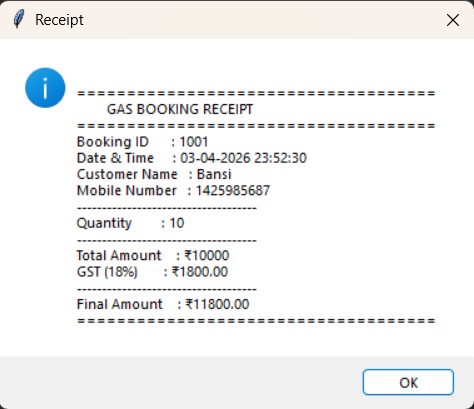 Receipt
====================================
GAS BOOKING RECEIPT
====================================
Booking ID : 1001
Date & Time : 03-04-2026 23:52:30
Customer Name : Bansi
Mobile Number : 1425985687
------------------------------------
Quantity : 10
------------------------------------
Total Amount : ₹10000
GST (18%) : ₹1800.00
------------------------------------
Final Amount : ₹11800.00
====================================
OK